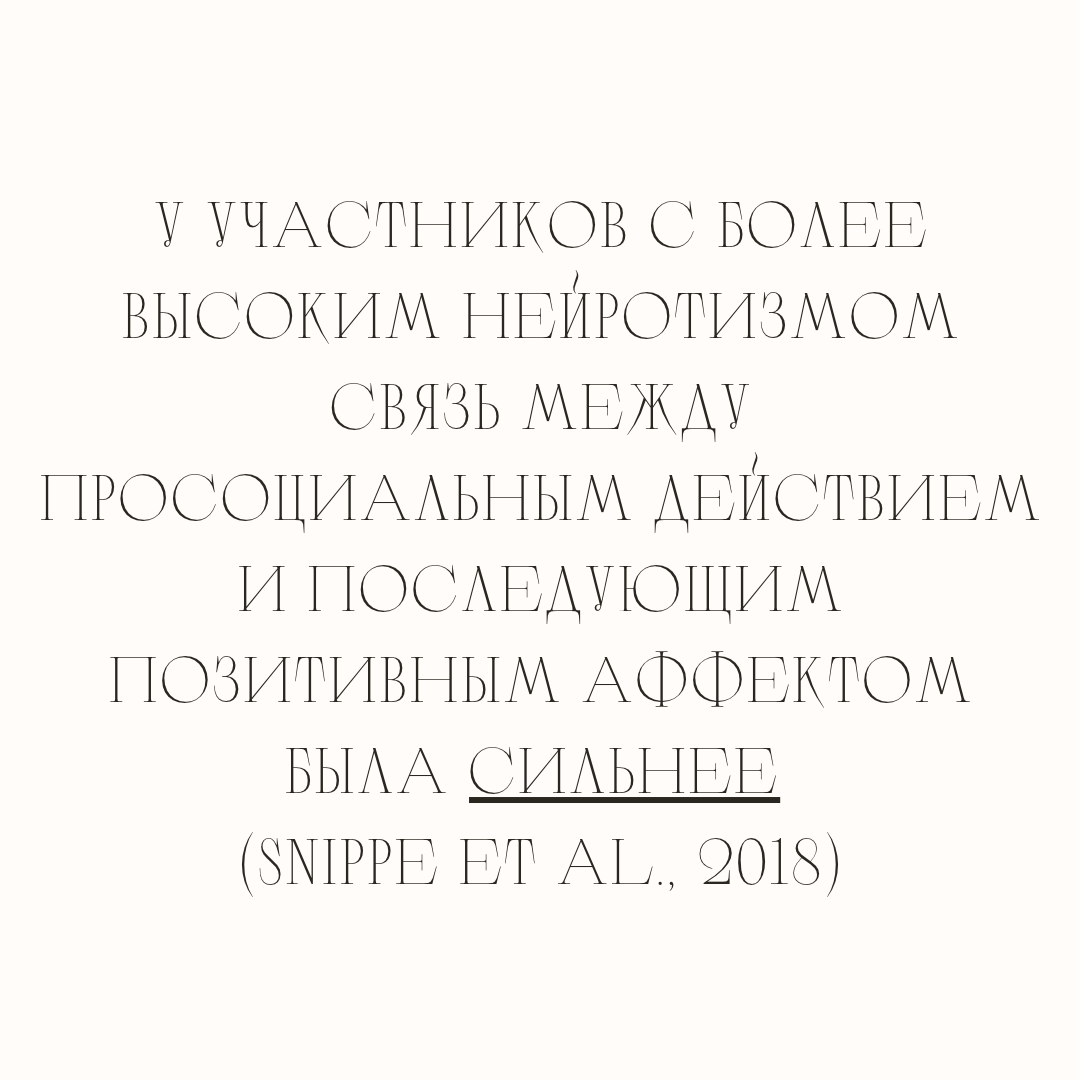 У УЧАСТНИКОВ С БОЛЕЕ
ВЫСОКИМ НЕЙРОТИЗМОМ
СВЯЗЬ МЕЖДУ
ПРОСОЦИАЛЬНЫМ ДЕЙСТВИЕМ
И ПОСЛЕДУЮЩИМ
ПОЗИТИВНЫМ АФФЕКТОМ
БЫЛА СИЛЬНЕЕ
(SNIPPE ET AL., 2018)